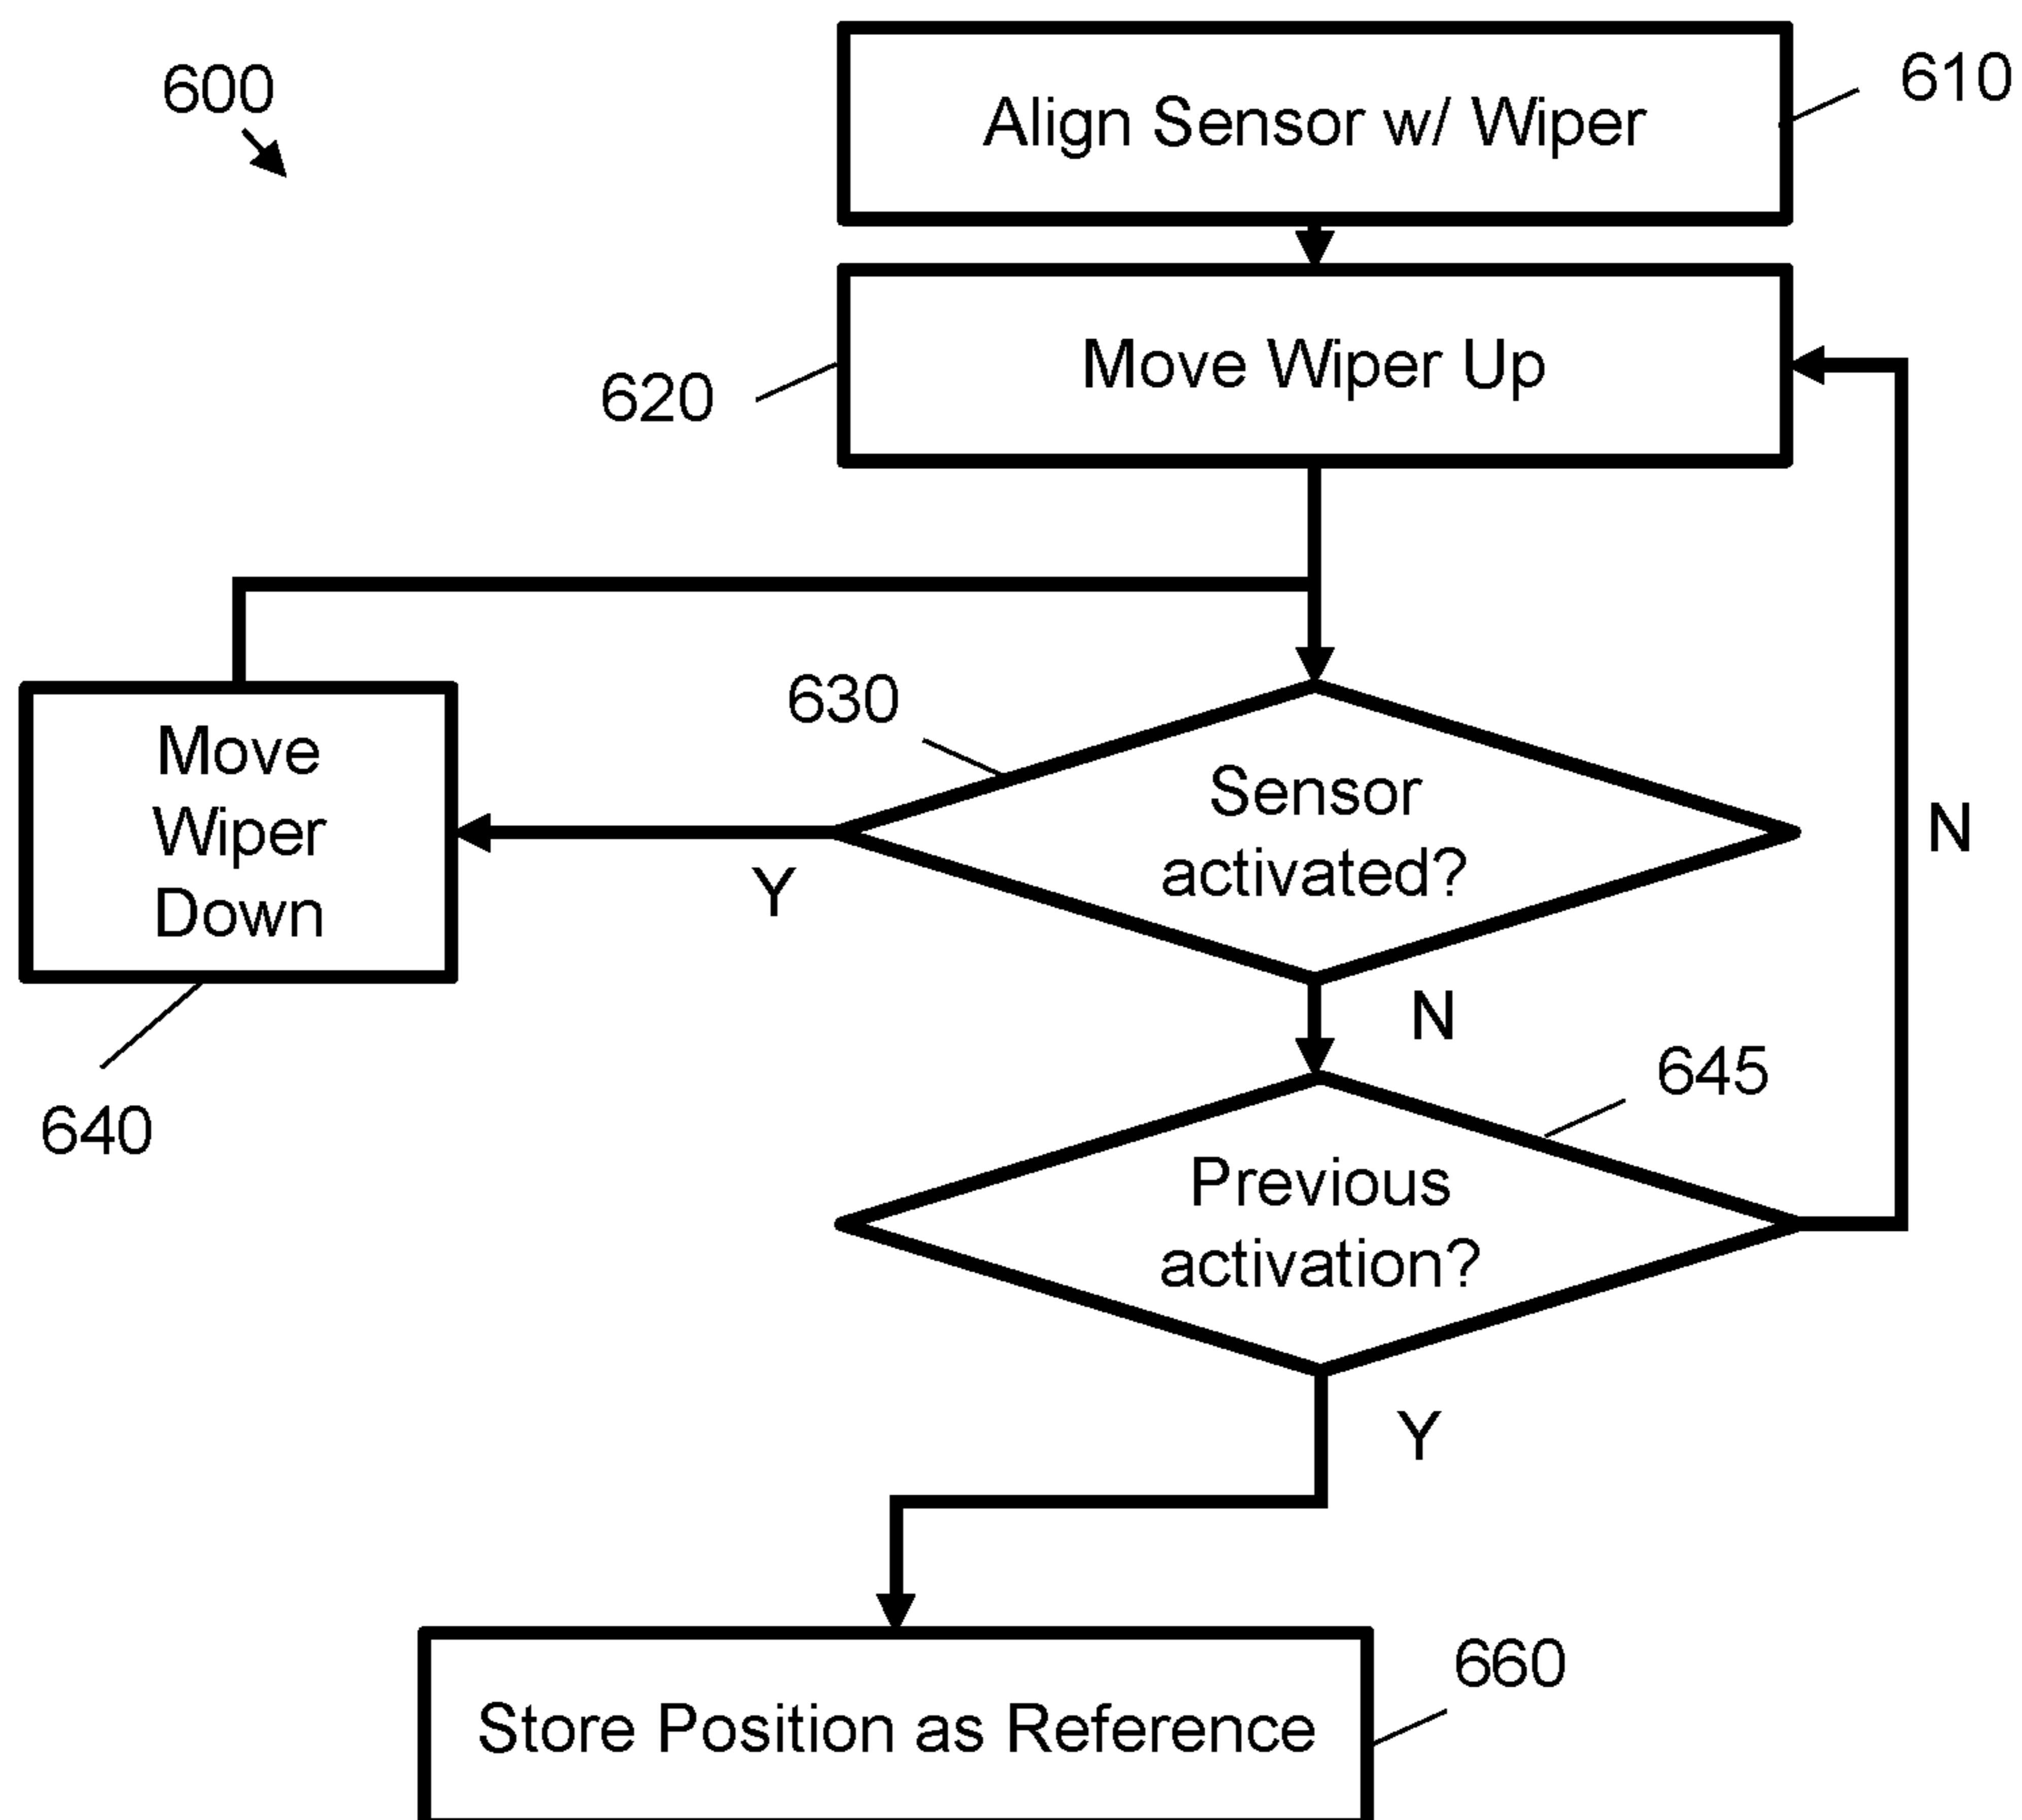 600
Align Sensor w/ Wiper
610
Move Wiper Up
620
630
Move
Wiper
Down
Sensor
activated?
Y
N
N
640
645
Previous
activation?
Y
660
Store Position as Reference